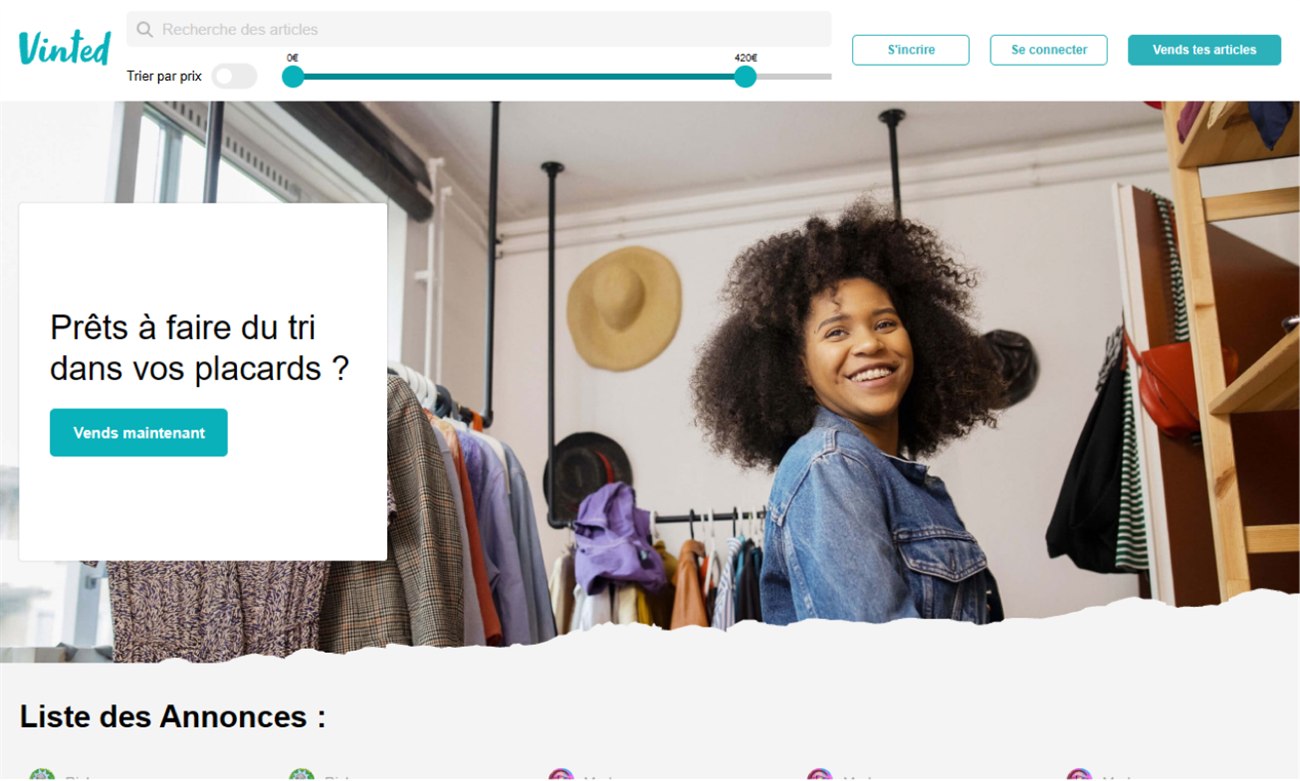 Vinted
Recherche des articles
S'incrire
Se connecter
Vends tes articles
0€
420€
Trier par prix
Prêts à faire du tri
dans vos placards ?
Vends maintenant
Liste des Annonces :